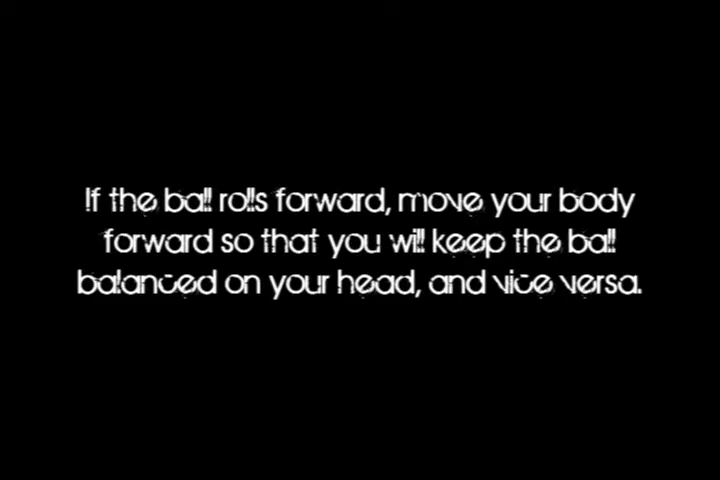 If the ball rolls forward, move your body
forward so that you will keep the ball
balanced on your head, and vice versa.